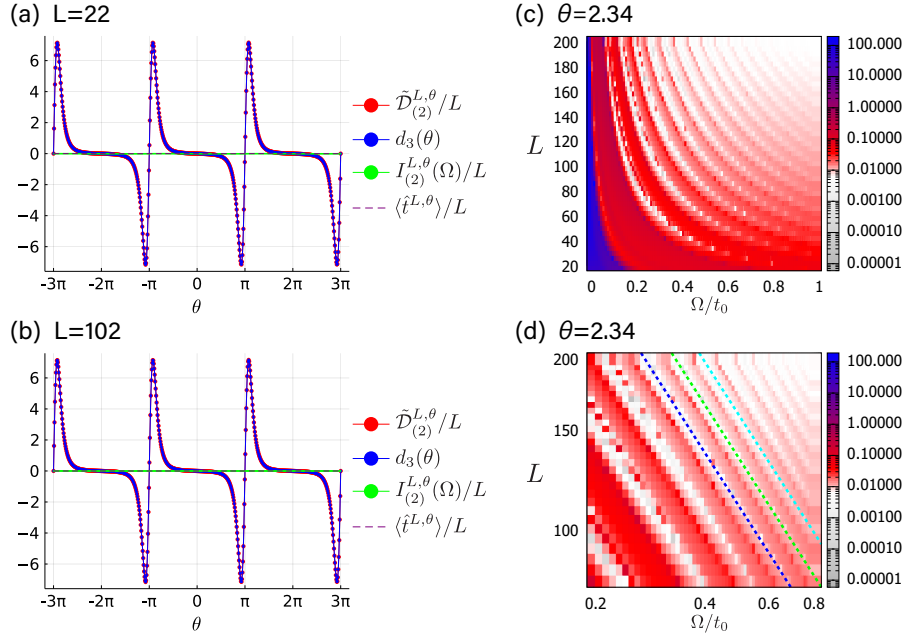 (a) L=22
6
4
2
0
-2
-4
-6
-3π -2π -π 0 π 2π 3π
θ
𝒟̃^{L,θ}_{(2)}/L
d₃(θ)
I^{L,θ}_{(2)}(Ω)/L
⟨t̂^{L,θ}⟩/L
(c) θ=2.34
200
180
160
140
120
100
80
60
40
20
L
0 0.2 0.4 0.6 0.8 1
Ω/t₀
100.000
10.0000
1.00000
0.10000
0.01000
0.00100
0.00010
0.00001
(b) L=102
6
4
2
0
-2
-4
-6
-3π -2π -π 0 π 2π 3π
θ
𝒟̃^{L,θ}_{(2)}/L
d₃(θ)
I^{L,θ}_{(2)}(Ω)/L
⟨t̂^{L,θ}⟩/L
(d) θ=2.34
200
150
100
L
0.2 0.4 0.6 0.8
Ω/t₀
100.000
10.0000
1.00000
0.10000
0.01000
0.00100
0.00010
0.00001